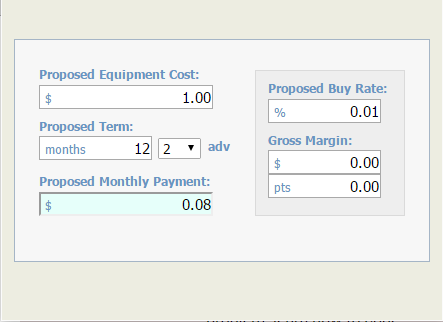 Proposed Equipment Cost:
$ 1.00
Proposed Term:
months 12 2 adv
Proposed Monthly Payment:
$ 0.08
Proposed Buy Rate:
% 0.01
Gross Margin:
$ 0.00
pts 0.00